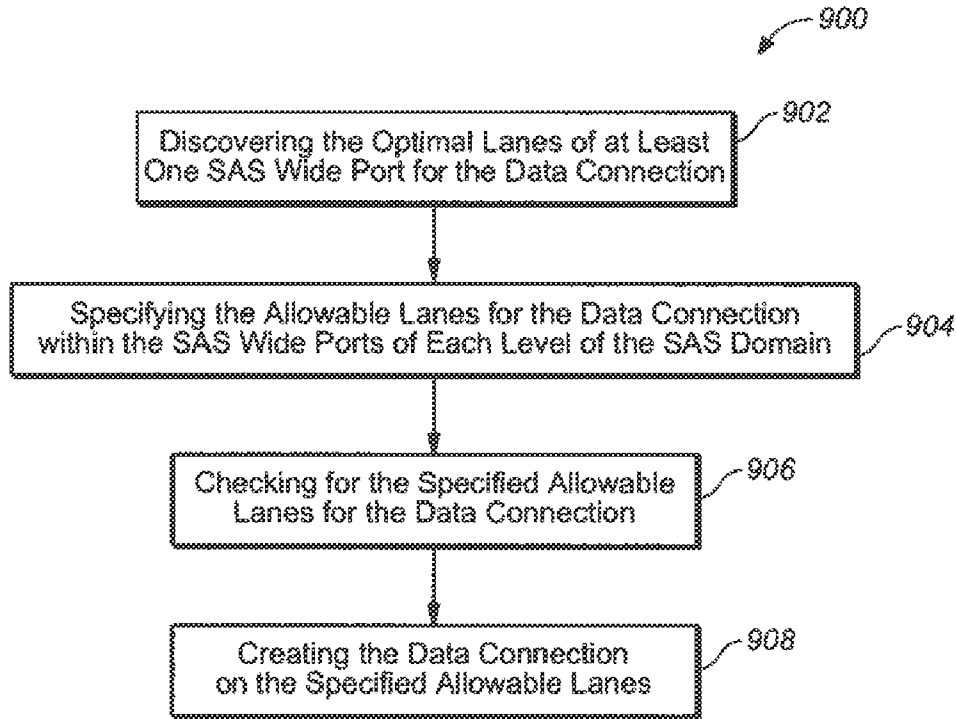 900
902
Discovering the Optimal Lanes of at Least
One SAS Wide Port for the Data Connection
Specifying the Allowable Lanes for the Data Connection
within the SAS Wide Ports of Each Level of the SAS Domain
904
906
Checking for the Specified Allowable
Lanes for the Data Connection
908
Creating the Data Connection
on the Specified Allowable Lanes